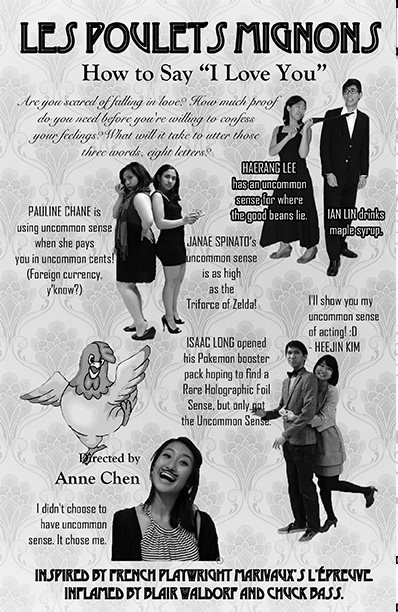 LES POULETS MIGNONS
How to Say "I Love You"
Are you scared of falling in love? How much proof
do you need before you're willing to confess
your feelings? What will it take to utter those
three words, eight letters?
HAERANG LEE
has an uncommon
sense for where
the good beans lie.
IAN LIN drinks
maple syrup.
PAULINE CHANE is
using uncommon sense
when she pays
you in uncommon cents!
(Foreign currency,
y'know?)
JANAE SPINATO's
uncommon sense
is as high
as the
Triforce of Zelda!
I'll show you my
uncommon sense
of acting! :D
- HEEJIN KIM
ISAAC LONG opened
his Pokemon booster
pack hoping to find a
Rare Holographic Foil
Sense, but only got
the Uncommon Sense.
Directed by
Anne Chen
I didn't choose to
have uncommon
sense. It chose me.
INSPIRED BY FRENCH PLAYWRIGHT MARIVAUX'S L'ÉPREUVE.
INFLAMED BY BLAIR WALDORF AND CHUCK BASS.